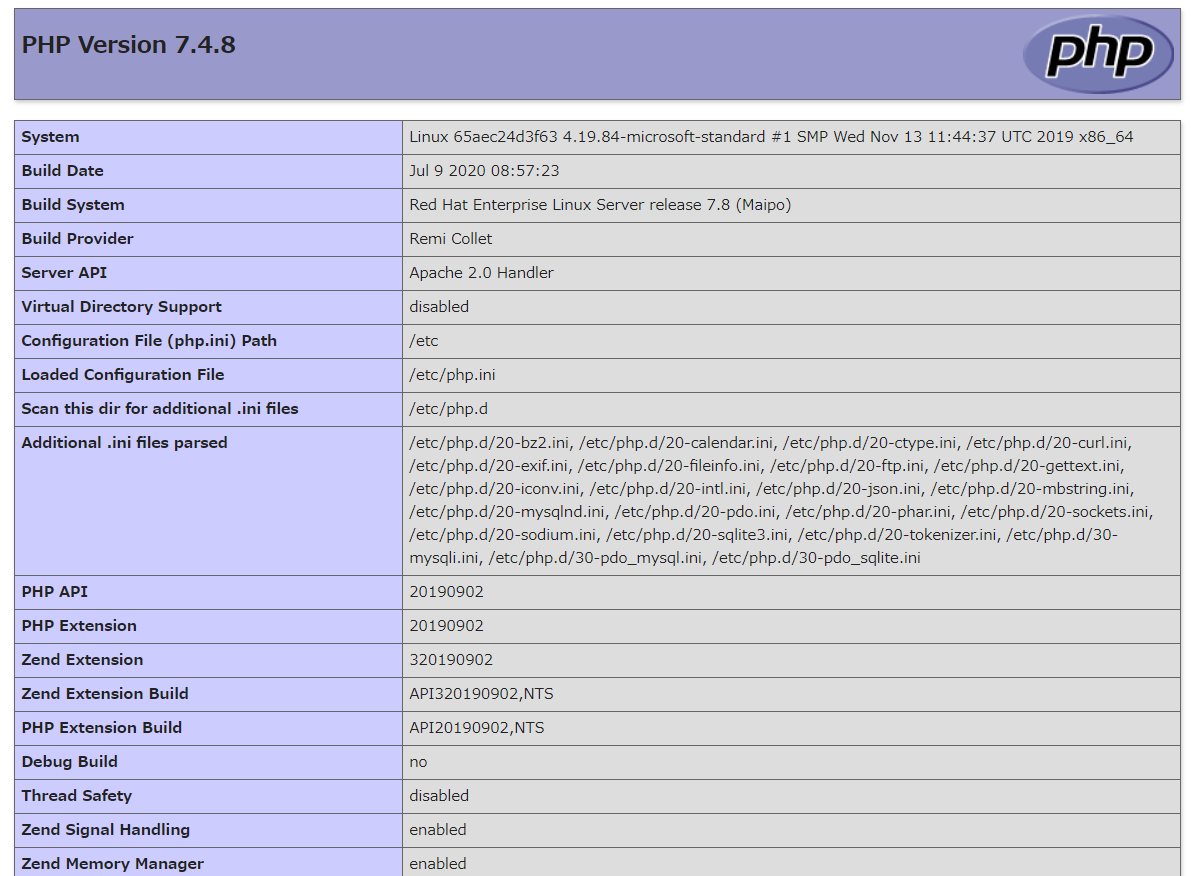 PHP Version 7.4.8
php
System Linux 65aec24d3f63 4.19.84-microsoft-standard #1 SMP Wed Nov 13 11:44:37 UTC 2019 x86_64
Build Date Jul 9 2020 08:57:23
Build System Red Hat Enterprise Linux Server release 7.8 (Maipo)
Build Provider Remi Collet
Server API Apache 2.0 Handler
Virtual Directory Support disabled
Configuration File (php.ini) Path /etc
Loaded Configuration File /etc/php.ini
Scan this dir for additional .ini files /etc/php.d
Additional .ini files parsed /etc/php.d/20-bz2.ini, /etc/php.d/20-calendar.ini, /etc/php.d/20-ctype.ini, /etc/php.d/20-curl.ini,
/etc/php.d/20-exif.ini, /etc/php.d/20-fileinfo.ini, /etc/php.d/20-ftp.ini, /etc/php.d/20-gettext.ini,
/etc/php.d/20-iconv.ini, /etc/php.d/20-intl.ini, /etc/php.d/20-json.ini, /etc/php.d/20-mbstring.ini,
/etc/php.d/20-mysqlnd.ini, /etc/php.d/20-pdo.ini, /etc/php.d/20-phar.ini, /etc/php.d/20-sockets.ini,
/etc/php.d/20-sodium.ini, /etc/php.d/20-sqlite3.ini, /etc/php.d/20-tokenizer.ini, /etc/php.d/30-
mysqli.ini, /etc/php.d/30-pdo_mysql.ini, /etc/php.d/30-pdo_sqlite.ini
PHP API 20190902
PHP Extension 20190902
Zend Extension 320190902
Zend Extension Build API320190902,NTS
PHP Extension Build API20190902,NTS
Debug Build no
Thread Safety disabled
Zend Signal Handling enabled
Zend Memory Manager enabled